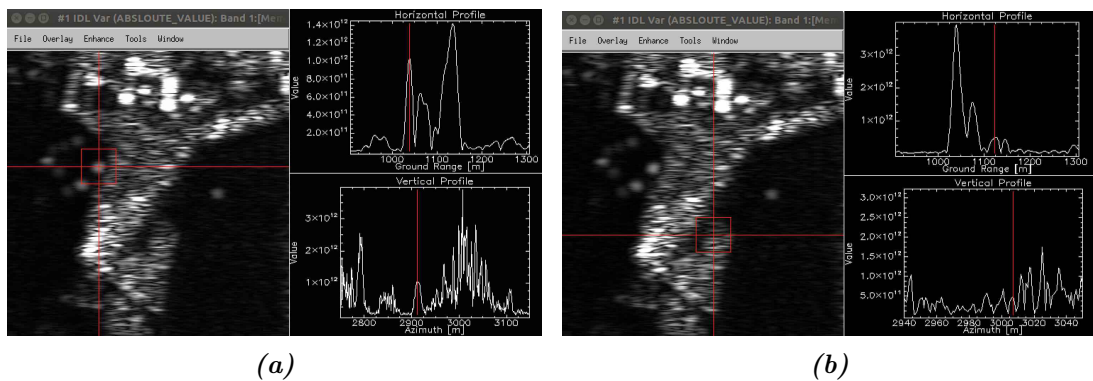 #1 IDL Var (ABSLOUTE_VALUE): Band 1:[Mem
File Overlay Enhance Tools Window
Horizontal Profile
1.4×10¹²
1.2×10¹²
1.0×10¹²
8.0×10¹¹
6.0×10¹¹
4.0×10¹¹
2.0×10¹¹
Value
1000 1100 1200 1300
Ground Range [m]
Vertical Profile
3×10¹²
2×10¹²
1×10¹²
Value
2800 2900 3000 3100
Azimuth [m]
(a)
#1 IDL Var (ABSLOUTE_VALUE): Band 1:[Mem
File Overlay Enhance Tools Window
Horizontal Profile
3×10¹²
2×10¹²
1×10¹²
Value
1000 1100 1200 1300
Ground Range [m]
Vertical Profile
3.0×10¹²
2.5×10¹²
2.0×10¹²
1.5×10¹²
1.0×10¹²
5.0×10¹¹
Value
2940 2960 2980 3000 3020 3040
Azimuth [m]
(b)